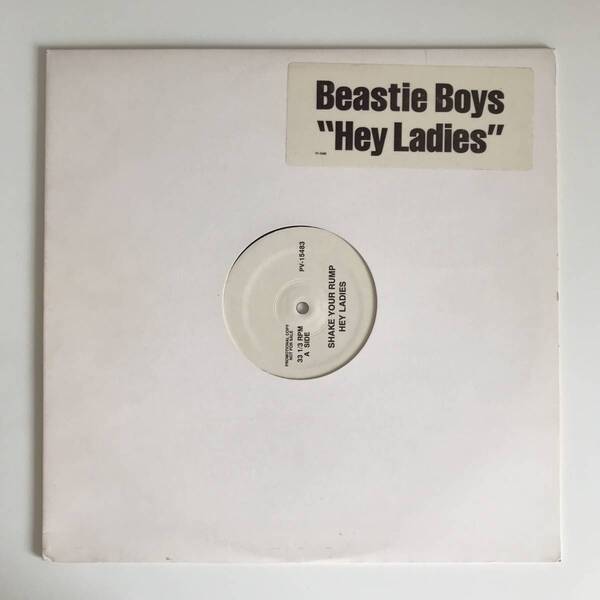 Beastie Boys
“Hey Ladies”
PV-15483
SHAKE YOUR RUMP
HEY LADIES
PROMOTIONAL COPY
NOT FOR SALE
33 1/3 RPM
A SIDE